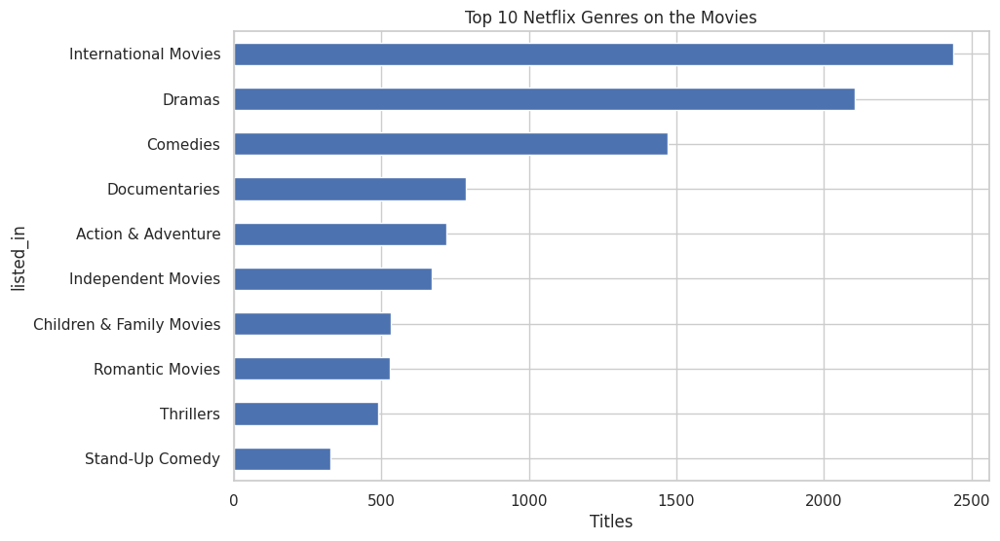 Top 10 Netflix Genres on the Movies
International Movies
Dramas
Comedies
Documentaries
Action & Adventure
Independent Movies
Children & Family Movies
Romantic Movies
Thrillers
Stand-Up Comedy
listed_in
0 500 1000 1500 2000 2500
Titles